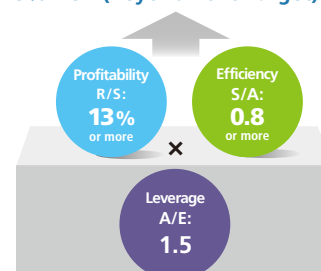 Profitability
R/S:
13%
or more
Efficiency
S/A:
0.8
or more
×
Leverage
A/E:
1.5